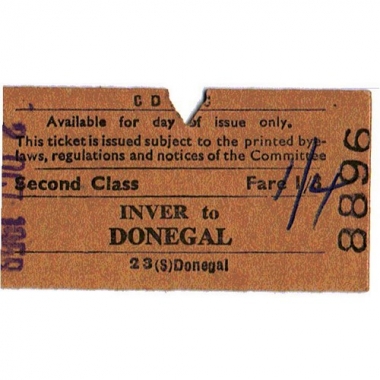 Available for day of issue only.
This ticket is issued subject to the printed bye-
laws, regulations and notices of the Committee
Second Class Fare
1/4
INVER to
DONEGAL
23(S)Donegal
8896